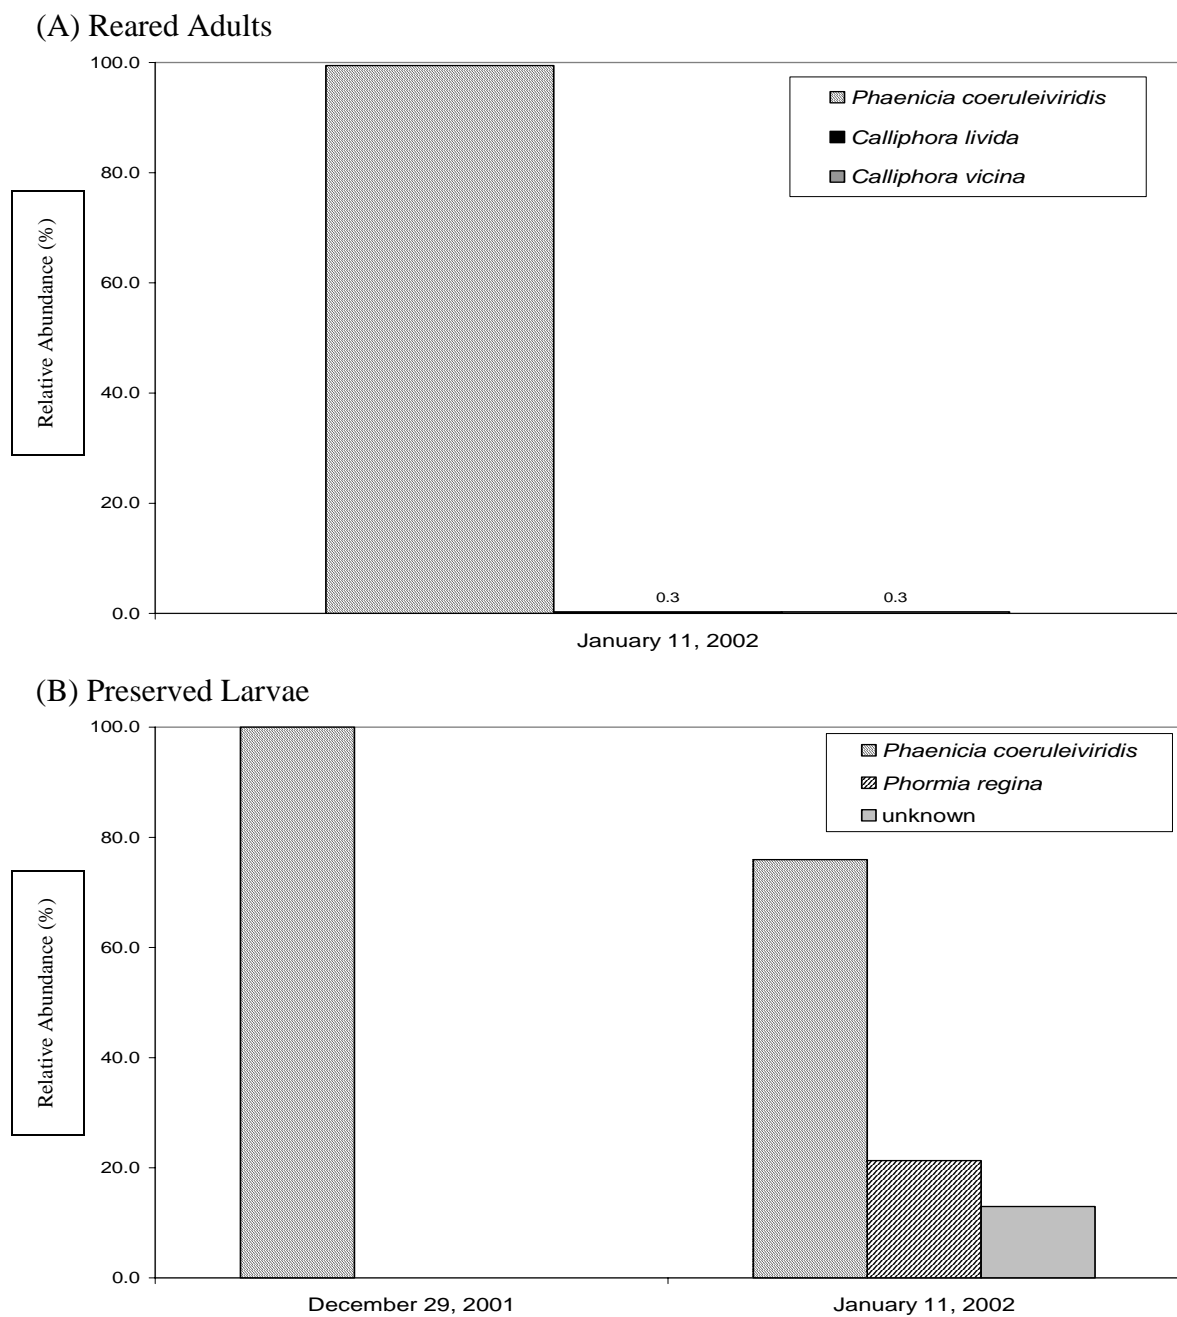 (A) Reared Adults
100.0
80.0
60.0
40.0
20.0
0.0
Relative Abundance (%)
Phaenicia coeruleiviridis
Calliphora livida
Calliphora vicina
0.3
0.3
January 11, 2002
(B) Preserved Larvae
100.0
80.0
60.0
40.0
20.0
0.0
Relative Abundance (%)
Phaenicia coeruleiviridis
Phormia regina
unknown
December 29, 2001
January 11, 2002